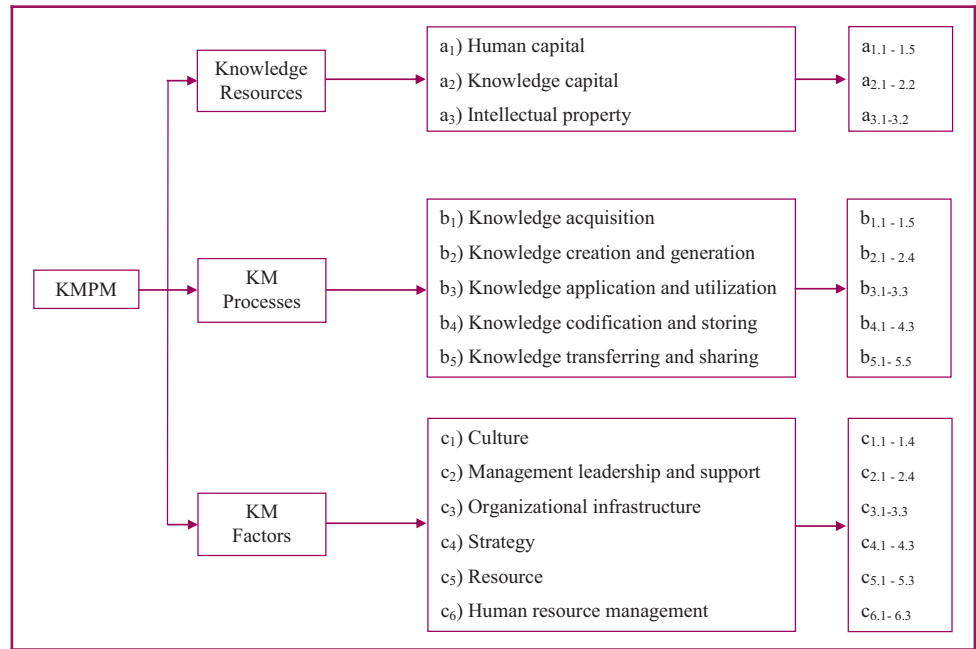 KMPM
Knowledge
Resources
a₁) Human capital
a₂) Knowledge capital
a₃) Intellectual property
a₁.₁ - ₁.₅
a₂.₁ - ₂.₂
a₃.₁-₃.₂
KM
Processes
b₁) Knowledge acquisition
b₂) Knowledge creation and generation
b₃) Knowledge application and utilization
b₄) Knowledge codification and storing
b₅) Knowledge transferring and sharing
b₁.₁ - ₁.₅
b₂.₁ - ₂.₄
b₃.₁-₃.₃
b₄.₁ - ₄.₃
b₅.₁- ₅.₅
KM
Factors
c₁) Culture
c₂) Management leadership and support
c₃) Organizational infrastructure
c₄) Strategy
c₅) Resource
c₆) Human resource management
c₁.₁ - ₁.₄
c₂.₁ - ₂.₄
c₃.₁-₃.₃
c₄.₁ - ₄.₃
c₅.₁ - ₅.₃
c₆.₁- ₆.₃